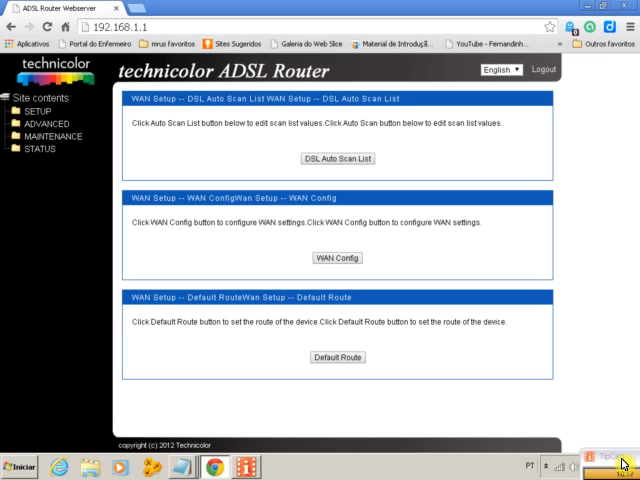 ADSL Router Webserver
192.168.1.1
Aplicativos Portal do Enfermeiro mrus favoritos Sites Sugeridos Galeria do Web Slice Material de Introduçã... YouTube - Fernandinh... » Outros favoritos
technicolor
technicolor ADSL Router
English Logout
Site contents:
SETUP
ADVANCED
MAINTENANCE
STATUS
WAN Setup -- DSL Auto Scan List WAN Setup -- DSL Auto Scan List
Click Auto Scan List button below to edit scan list values.Click Auto Scan button below to edit scan list values.
DSL Auto Scan List
WAN Setup -- WAN ConfigWan Setup -- WAN Config
Click WAN Config button to configure WAN settings.Click WAN Config button to configure WAN settings.
WAN Config
WAN Setup -- Default RouteWan Setup -- Default Route
Click Default Route button to set the route of the device.Click Default Route button to set the route of the device.
Default Route
copyright (c) 2012 Technicolor
Iniciar
PT